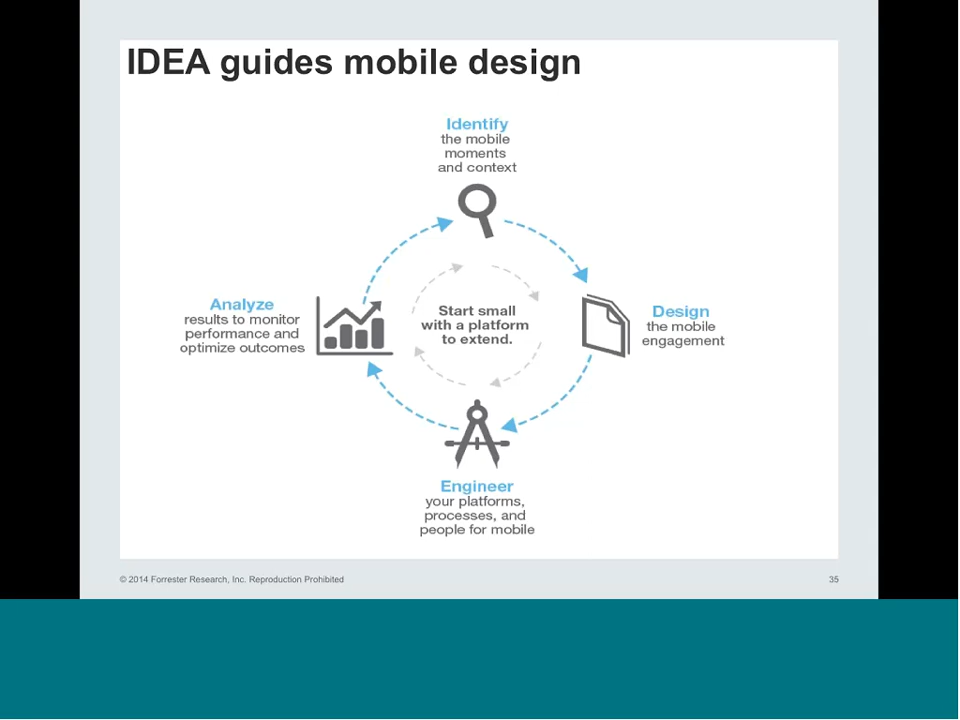 IDEA guides mobile design
Identify
the mobile
moments
and context
Analyze
results to monitor
performance and
optimize outcomes
Start small
with a platform
to extend.
Design
the mobile
engagement
Engineer
your platforms,
processes, and
people for mobile
© 2014 Forrester Research, Inc. Reproduction Prohibited
35